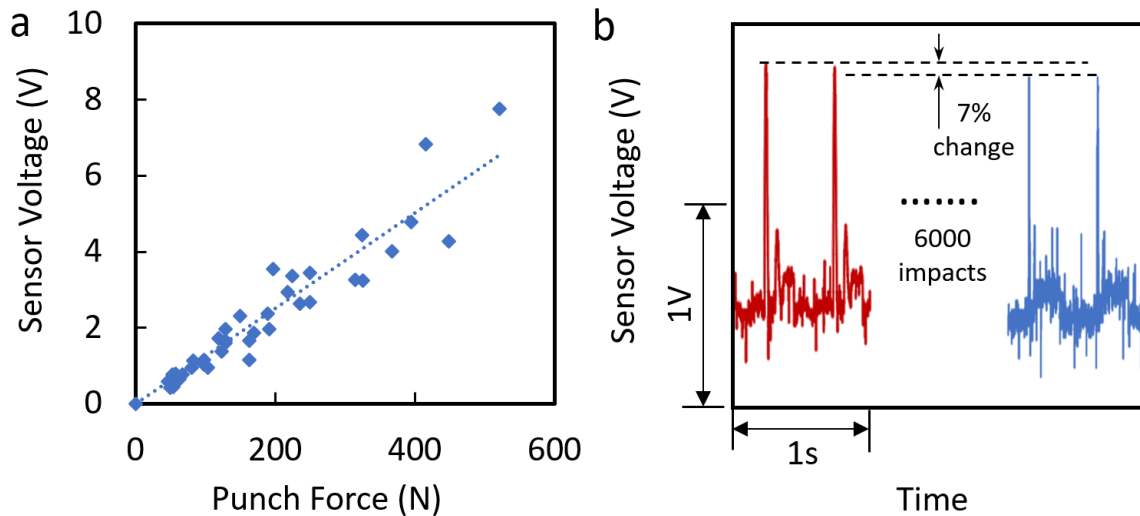 a
10
8
6
4
2
0
Sensor Voltage (V)
0 200 400 600
Punch Force (N)
b
Sensor Voltage (V)
1V
7%
change
6000
impacts
1s
Time